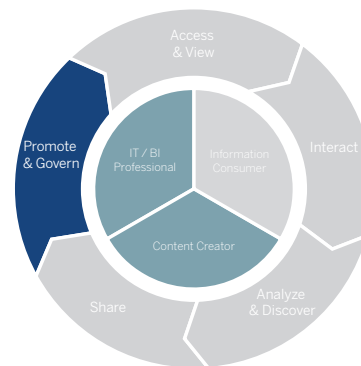 Access
& View
Promote
& Govern
IT / BI
Professional
Information
Consumer
Interact
Content Creator
Share
Analyze
& Discover